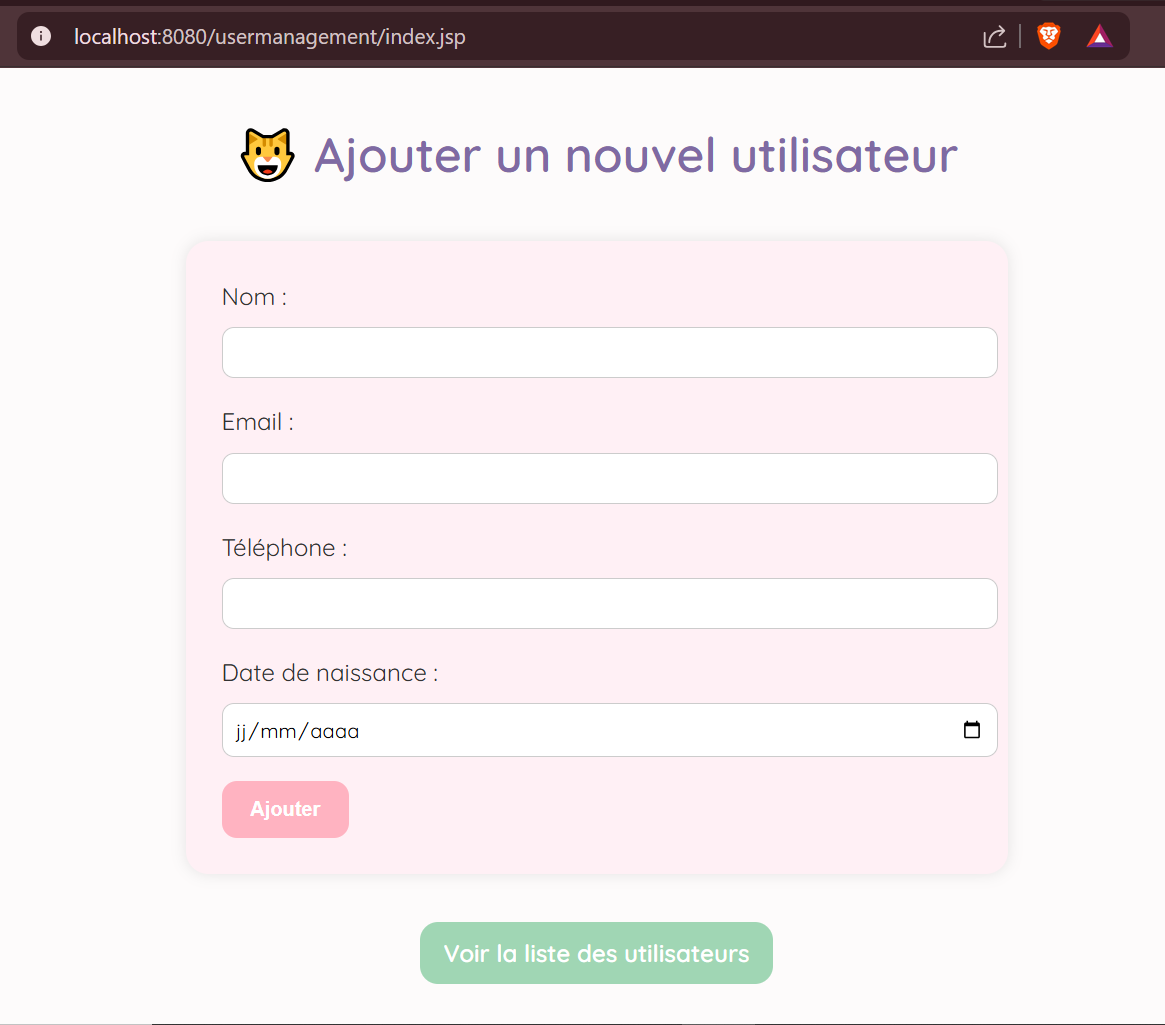 localhost:8080/usermanagement/index.jsp
Ajouter un nouvel utilisateur
Nom :
Email :
Téléphone :
Date de naissance :
jj/mm/aaaa
Ajouter
Voir la liste des utilisateurs